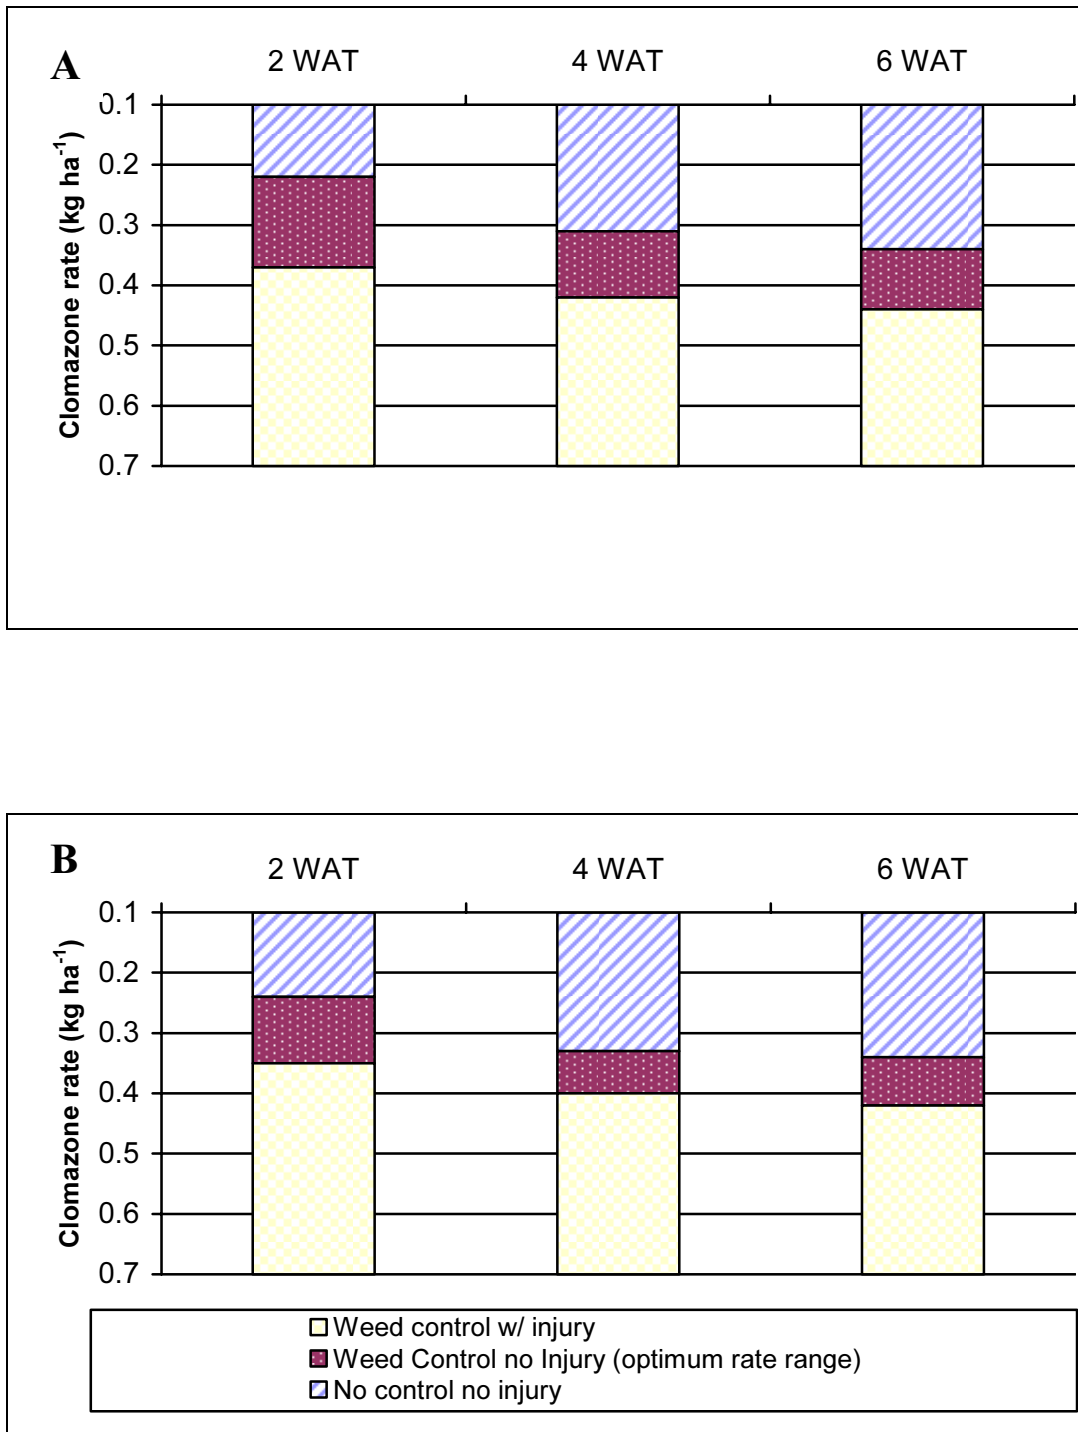 A
2 WAT 4 WAT 6 WAT
0.1
0.2
0.3
0.4
0.5
0.6
0.7
Clomazone rate (kg ha⁻¹)
B
2 WAT 4 WAT 6 WAT
0.1
0.2
0.3
0.4
0.5
0.6
0.7
Clomazone rate (kg ha⁻¹)
Weed control w/ injury
Weed Control no Injury (optimum rate range)
No control no injury